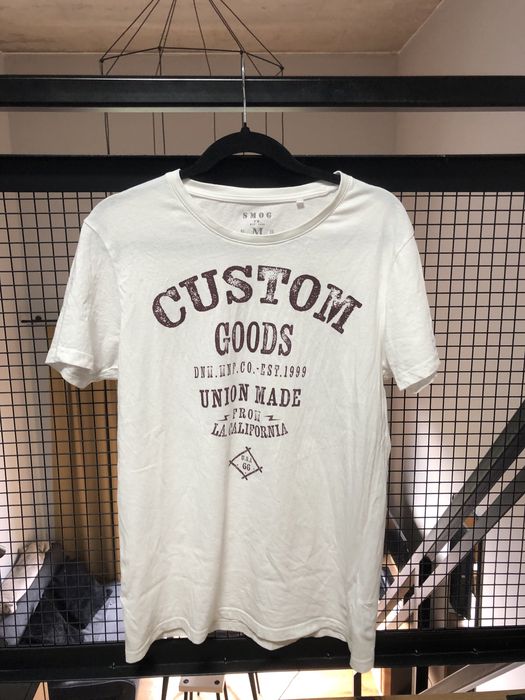 SMOG
M
CUSTOM
GOODS
DNM.MNF.CO.-EST.1999
UNION MADE
FROM
LA. CALIFORNIA
U.S.A.
66